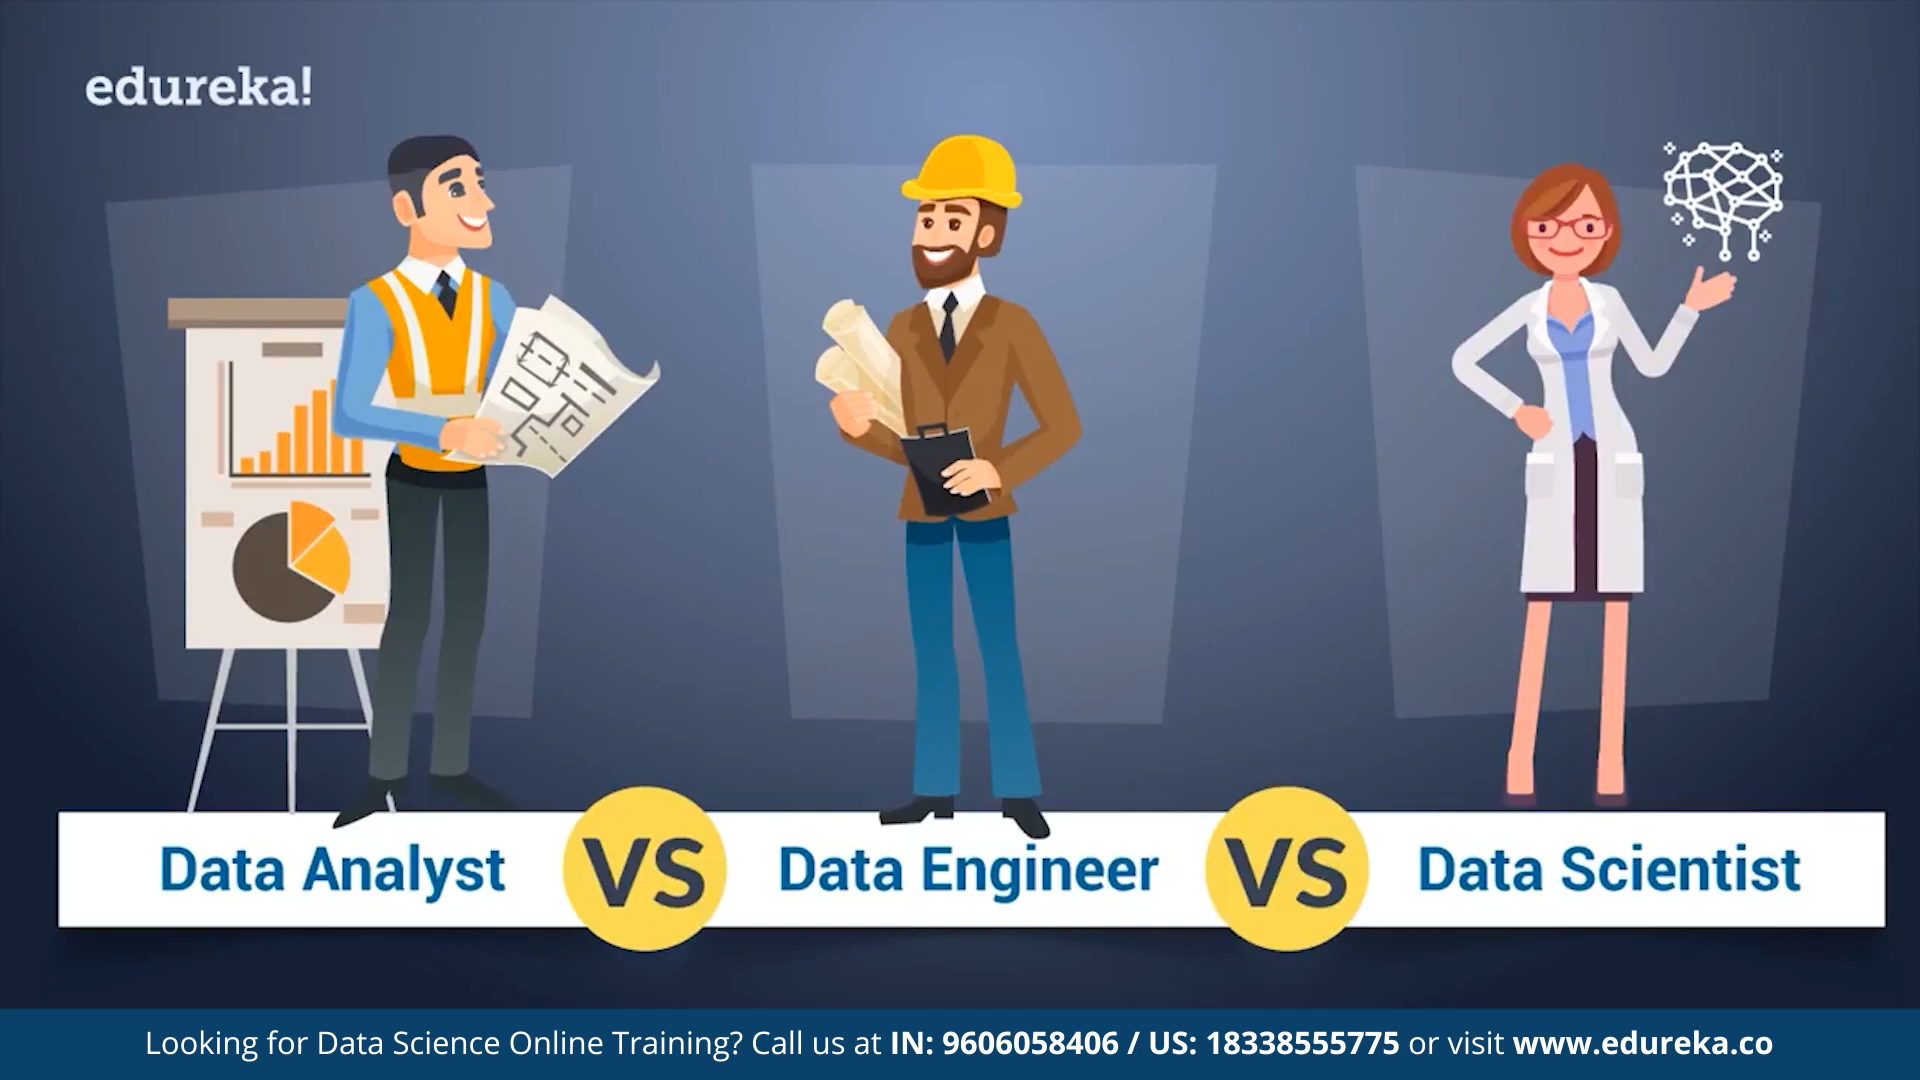 edureka!
Data Analyst VS Data Engineer VS Data Scientist
Looking for Data Science Online Training? Call us at IN: 9606058406 / US: 18338555775 or visit www.edureka.co